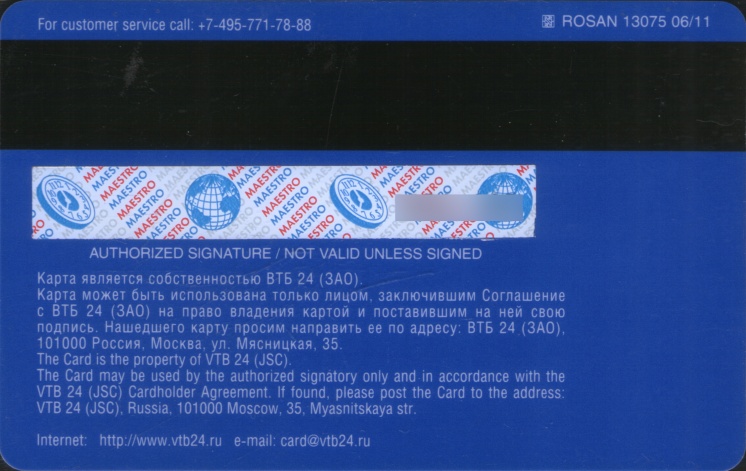 For customer service call: +7-495-771-78-88
ROSAN 13075 06/11
MAESTRO
AUTHORIZED SIGNATURE / NOT VALID UNLESS SIGNED
Карта является собственностью ВТБ 24 (ЗАО).
Карта может быть использована только лицом, заключившим Соглашение
с ВТБ 24 (ЗАО) на право владения картой и поставившим на ней свою
подпись. Нашедшего карту просим направить ее по адресу: ВТБ 24 (ЗАО),
101000 Россия, Москва, ул. Мясницкая, 35.
The Card is the property of VTB 24 (JSC).
The Card may be used by the authorized signatory only and in accordance with the
VTB 24 (JSC) Cardholder Agreement. If found, please post the Card to the address:
VTB 24 (JSC), Russia, 101000 Moscow, 35, Myasnitskaya str.
Internet: http://www.vtb24.ru e-mail: card@vtb24.ru